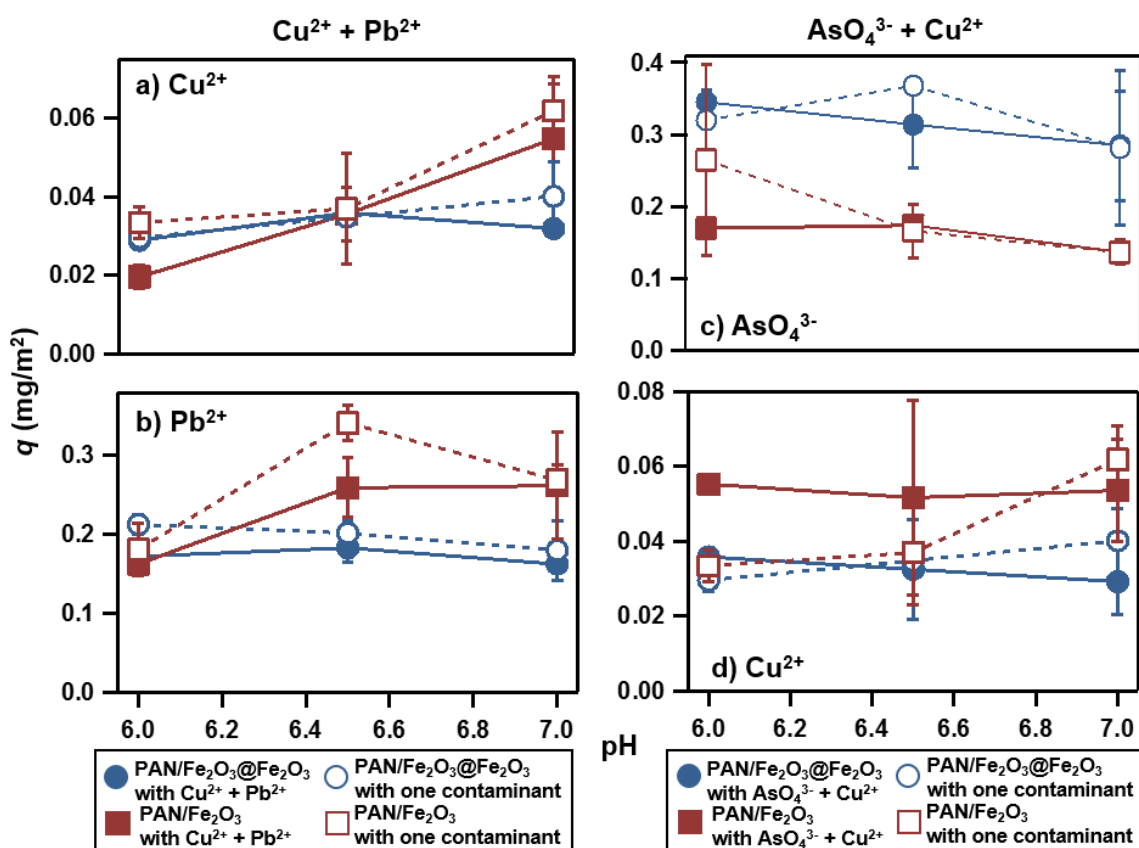 Cu²⁺ + Pb²⁺
AsO₄³⁻ + Cu²⁺
a) Cu²⁺
0.06
0.04
0.02
0.00
0.4
0.3
0.2
0.1
0.0
c) AsO₄³⁻
q (mg/m²)
b) Pb²⁺
0.3
0.2
0.1
0.0
0.08
0.06
0.04
0.02
0.00
d) Cu²⁺
6.0 6.2 6.4 6.6 6.8 7.0
6.0 6.2 6.4 6.6 6.8 7.0
pH
PAN/Fe₂O₃@Fe₂O₃
with Cu²⁺ + Pb²⁺
PAN/Fe₂O₃@Fe₂O₃
with one contaminant
PAN/Fe₂O₃
with Cu²⁺ + Pb²⁺
PAN/Fe₂O₃
with one contaminant
PAN/Fe₂O₃@Fe₂O₃
with AsO₄³⁻ + Cu²⁺
PAN/Fe₂O₃@Fe₂O₃
with one contaminant
PAN/Fe₂O₃
with AsO₄³⁻ + Cu²⁺
PAN/Fe₂O₃
with one contaminant